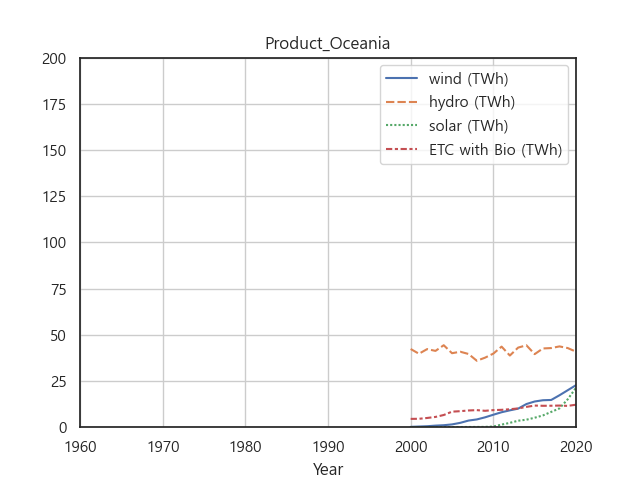 Product_Oceania
200
175
150
125
100
75
50
25
0
wind (TWh)
hydro (TWh)
solar (TWh)
ETC with Bio (TWh)
1960 1970 1980 1990 2000 2010 2020
Year